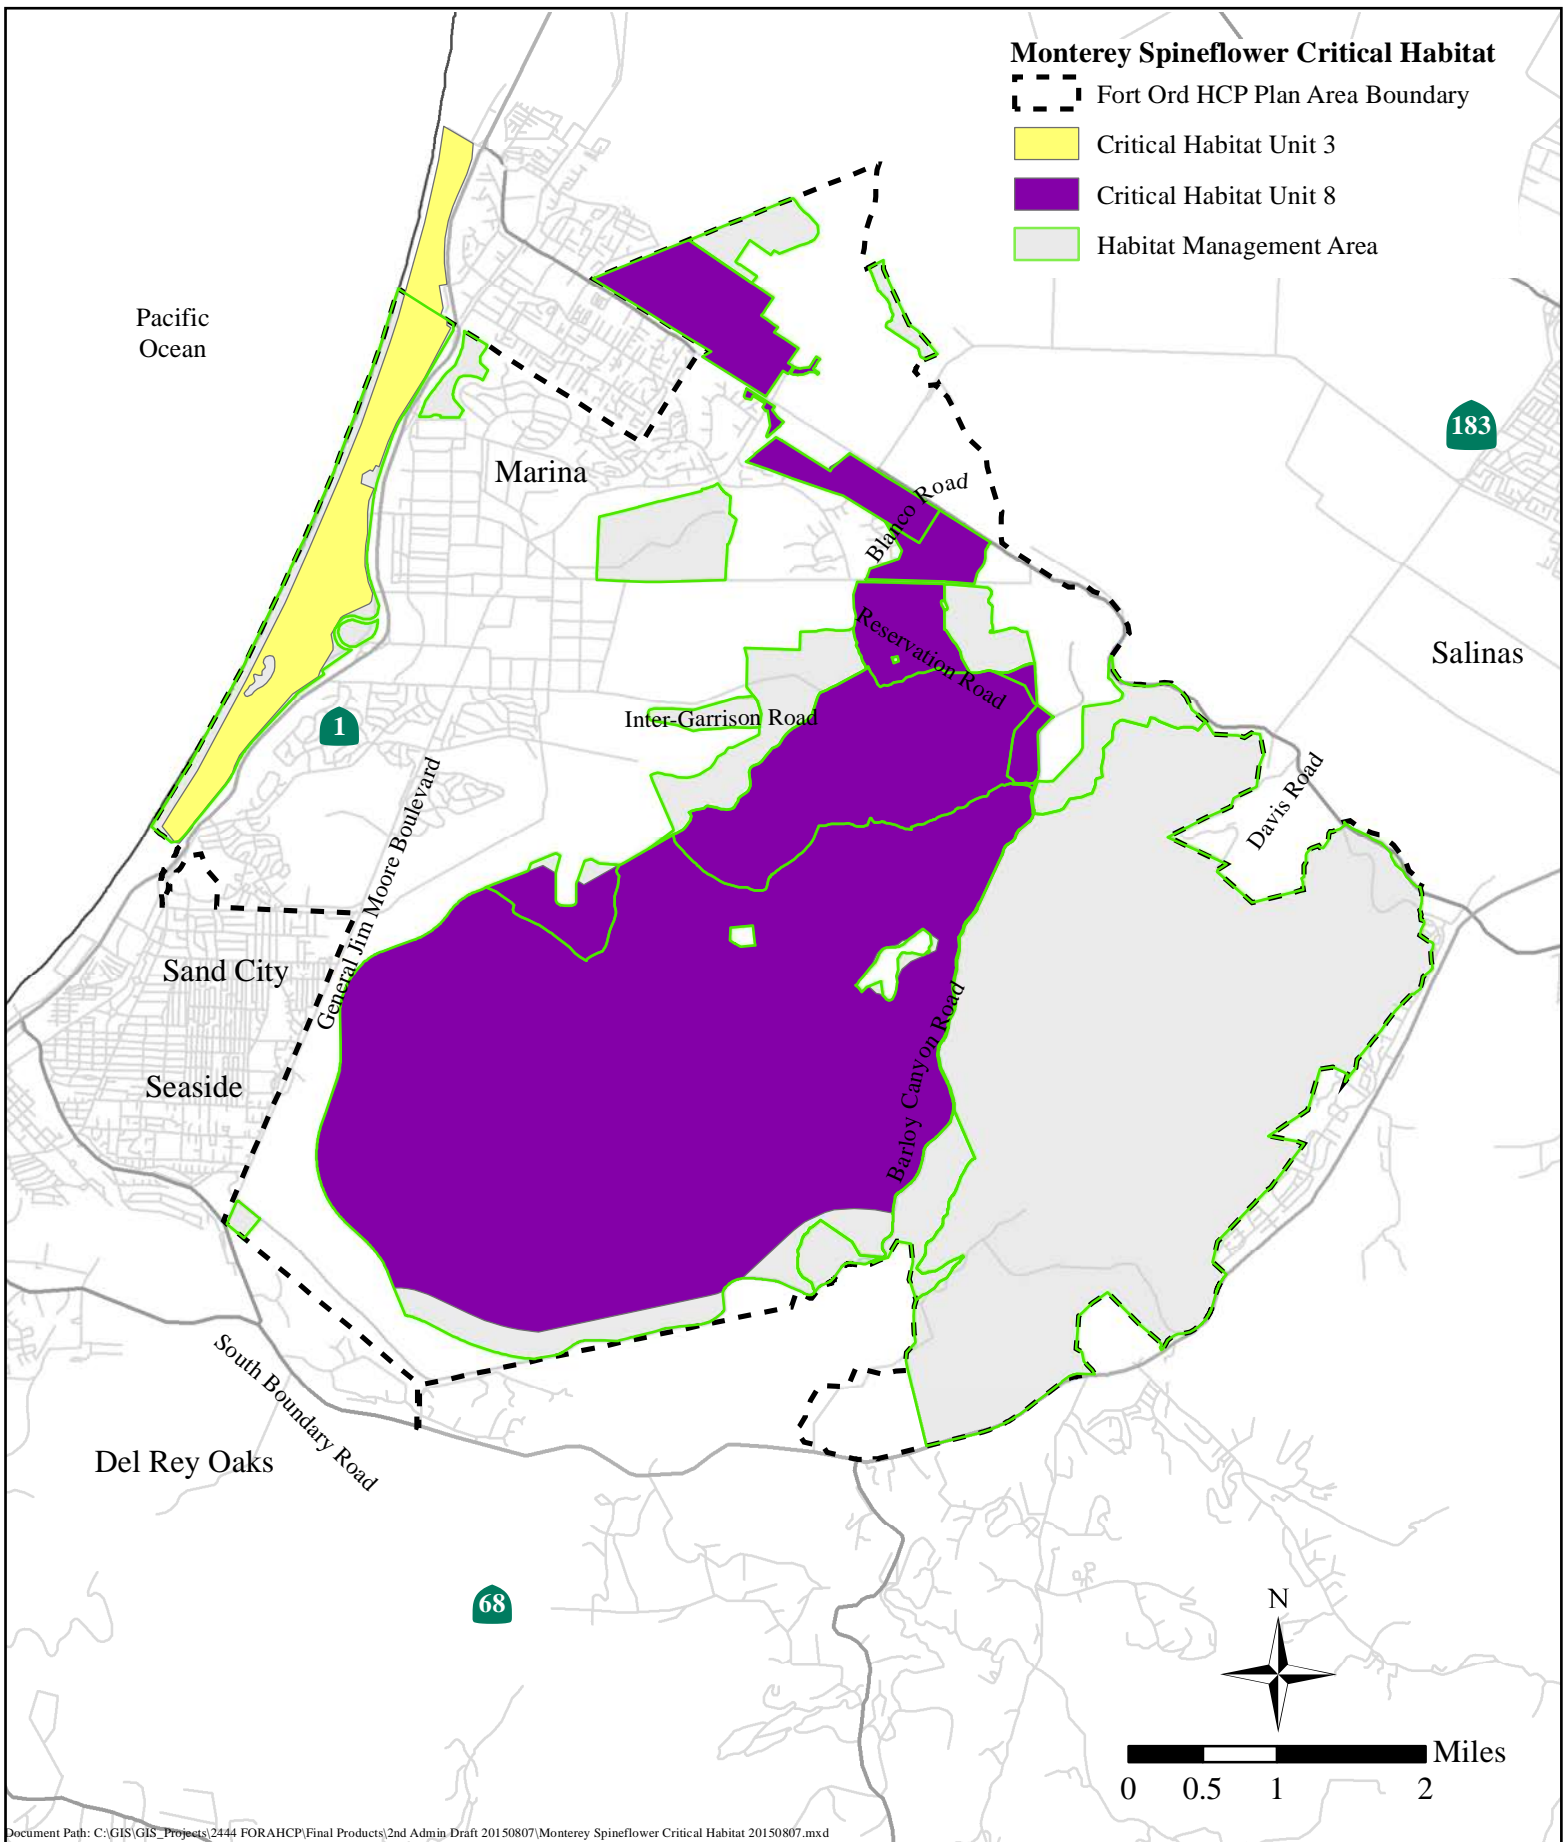 Monterey Spineflower Critical Habitat
Fort Ord HCP Plan Area Boundary
Critical Habitat Unit 3
Critical Habitat Unit 8
Habitat Management Area
Pacific
Ocean
183
Marina
Blanco Road
Salinas
Reservation Road
Inter-Garrison Road
1
Davis Road
General Jim Moore Boulevard
Sand City
Barloy Canyon Road
Seaside
South Boundary Road
Del Rey Oaks
68
N
Miles
0 0.5 1 2
Document Path: C:\GIS\GIS_Projects\2444 FORAHCP\Final Products\2nd Admin Draft 20150807\Monterey Spineflower Critical Habitat 20150807.mxd